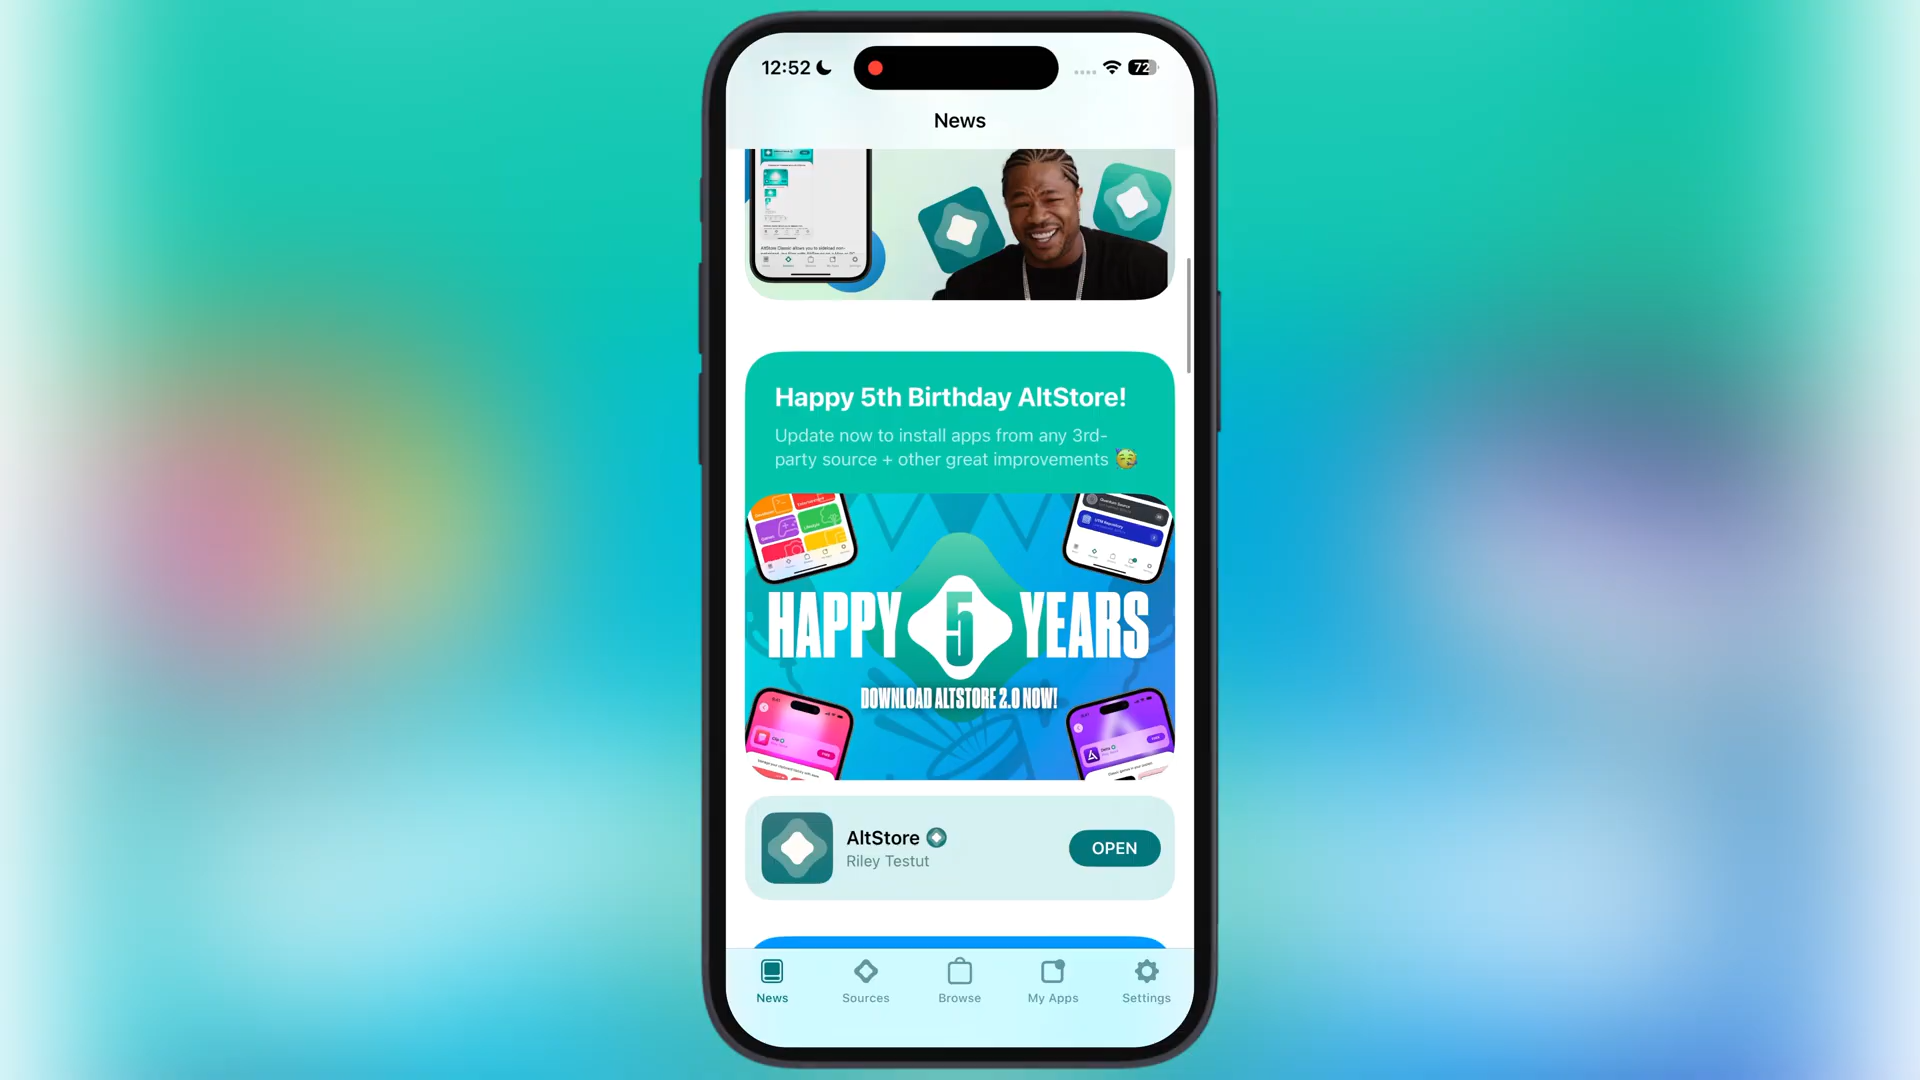 12:52
72
News
Happy 5th Birthday AltStore!
Update now to install apps from any 3rd-
party source + other great improvements 🥳
HAPPY 5 YEARS
DOWNLOAD ALTSTORE 2.0 NOW!
AltStore
Riley Testut
OPEN
News
Sources
Browse
My Apps
Settings